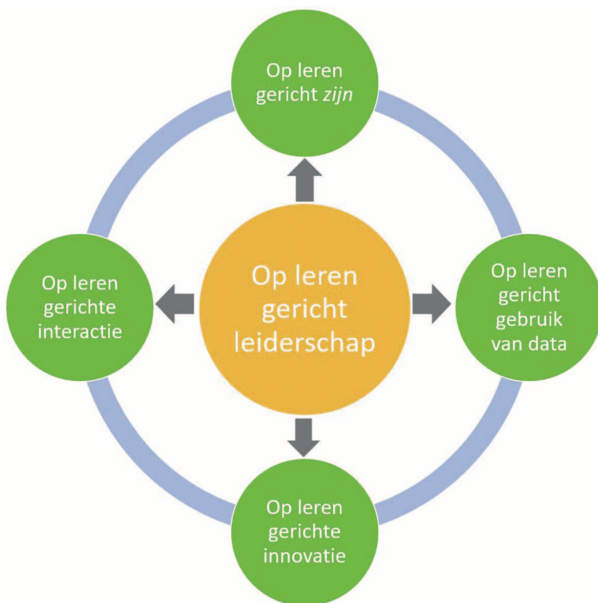 Op leren
gericht zijn
Op leren
gerichte
interactie
Op leren
gericht
leiderschap
Op leren
gericht
gebruik
van data
Op leren
gerichte
innovatie